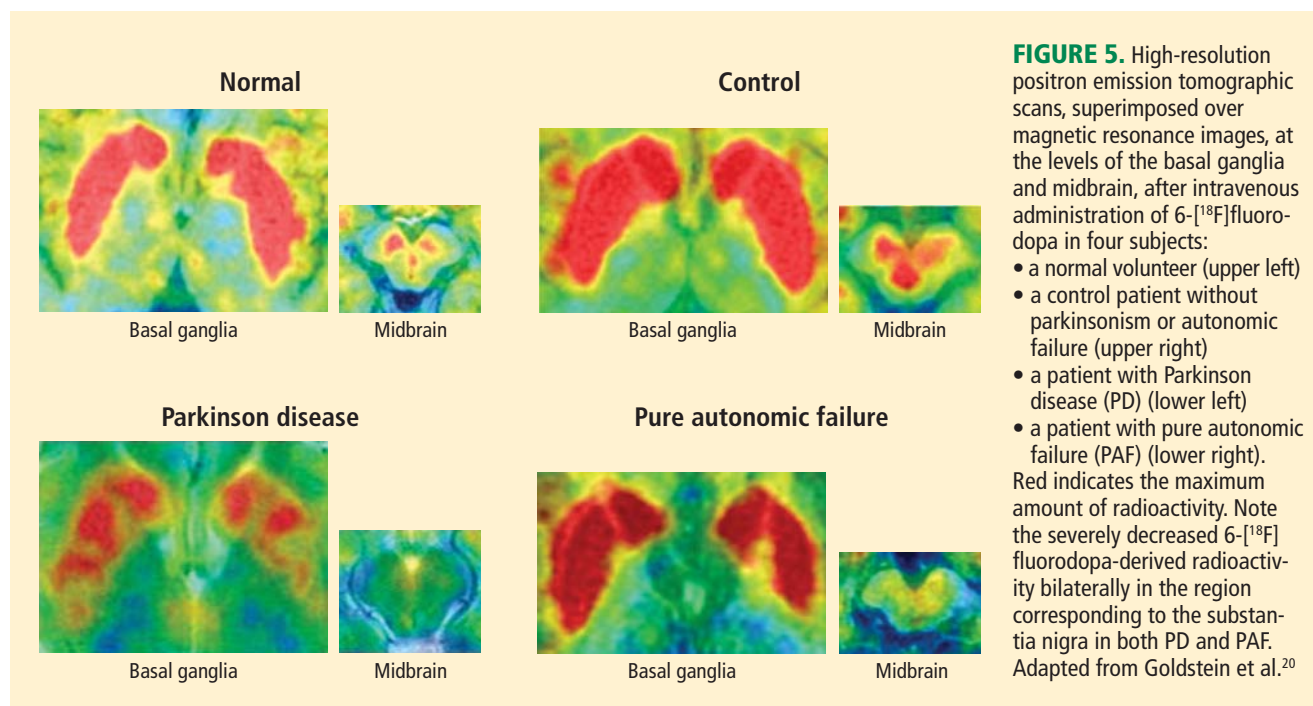 Normal
Control
Basal ganglia
Midbrain
Basal ganglia
Midbrain
Parkinson disease
Pure autonomic failure
Basal ganglia
Midbrain
Basal ganglia
Midbrain
FIGURE 5. High-resolution
positron emission tomographic
scans, superimposed over
magnetic resonance images, at
the levels of the basal ganglia
and midbrain, after intravenous
administration of 6-[¹⁸F]fluoro-
dopa in four subjects:
• a normal volunteer (upper left)
• a control patient without
parkinsonism or autonomic
failure (upper right)
• a patient with Parkinson
disease (PD) (lower left)
• a patient with pure autonomic
failure (PAF) (lower right).
Red indicates the maximum
amount of radioactivity. Note
the severely decreased 6-[¹⁸F]
fluorodopa-derived radioactiv-
ity bilaterally in the region
corresponding to the substan-
tia nigra in both PD and PAF.
Adapted from Goldstein et al.²⁰